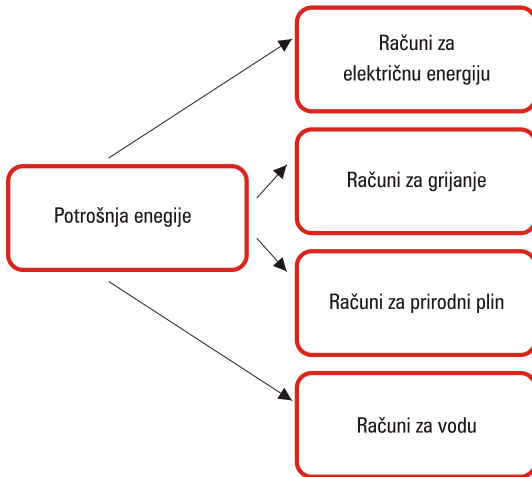 Računi za
električnu energiju
Računi za grijanje
Potrošnja enegije
Računi za prirodni plin
Računi za vodu